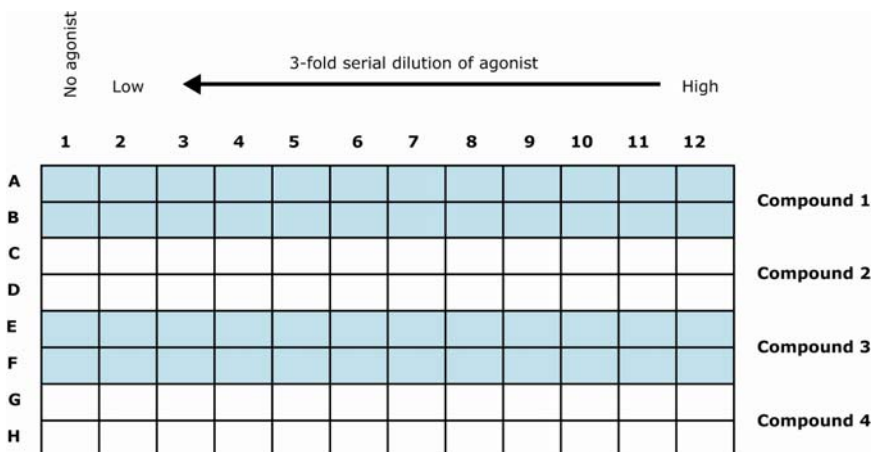 No agonist
3-fold serial dilution of agonist
Low
High
1 2 3 4 5 6 7 8 9 10 11 12
A
Compound 1
B
C
Compound 2
D
E
Compound 3
F
G
Compound 4
H